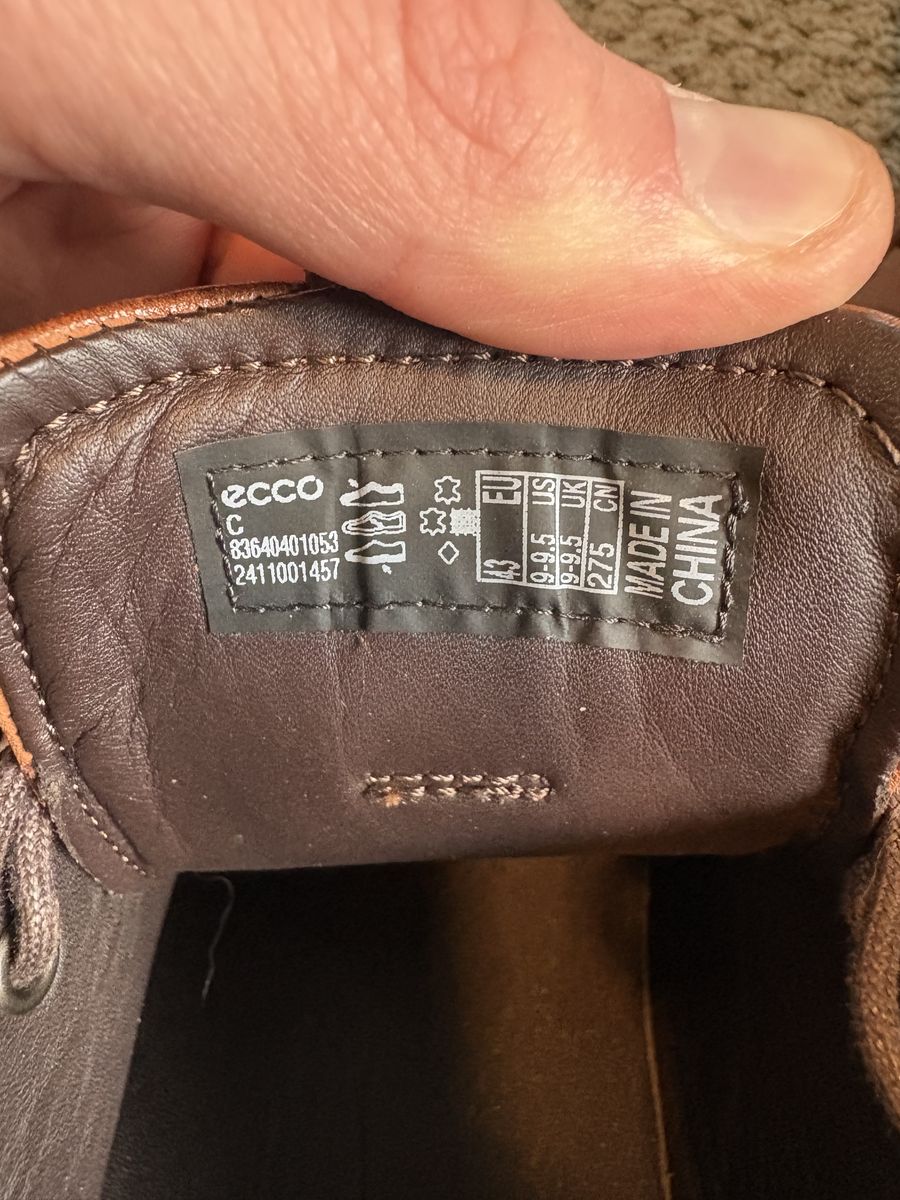 ecco
C
83640401053
2411001457
EU 43
US 9-9.5
UK 9-9.5
CN 275
MADE IN
CHINA